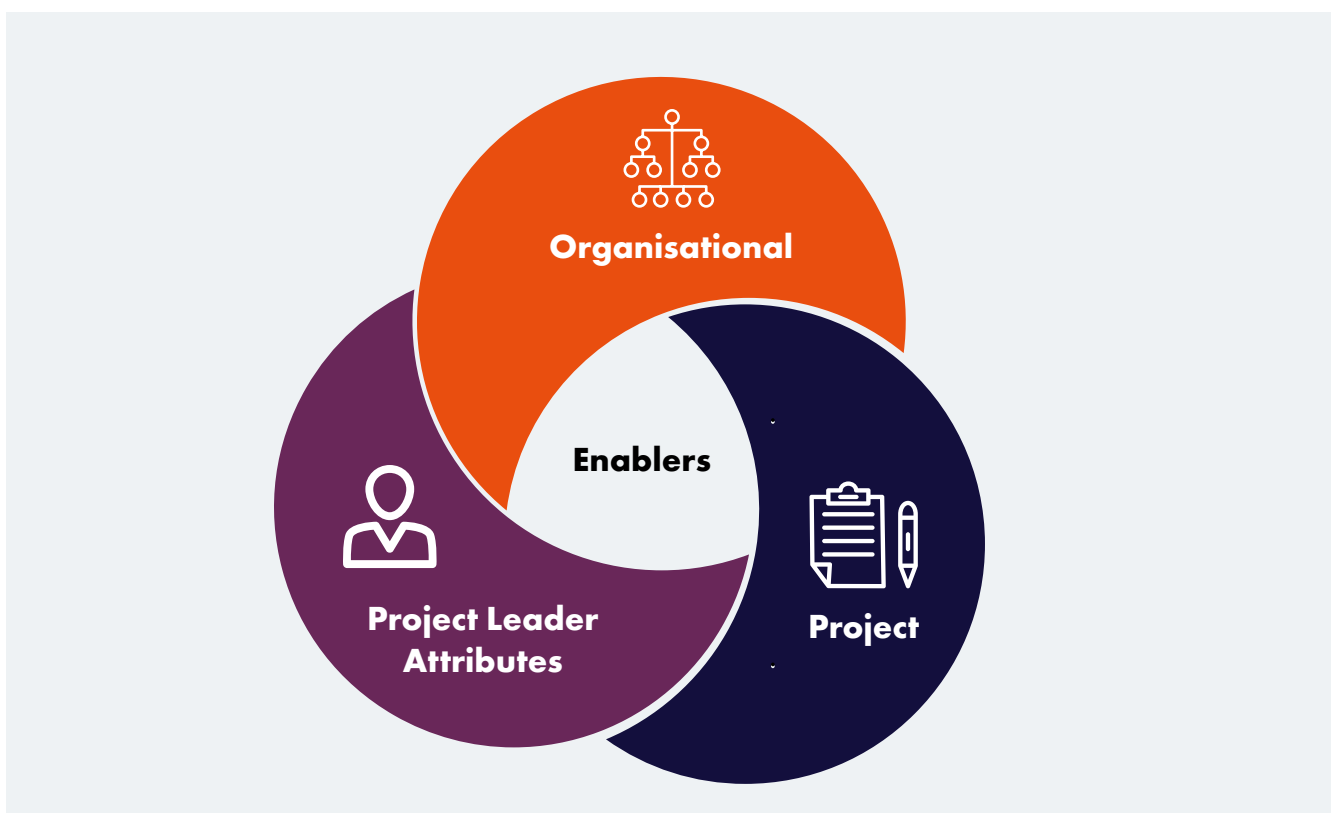 Organisational
Enablers
Project Leader
Attributes
Project